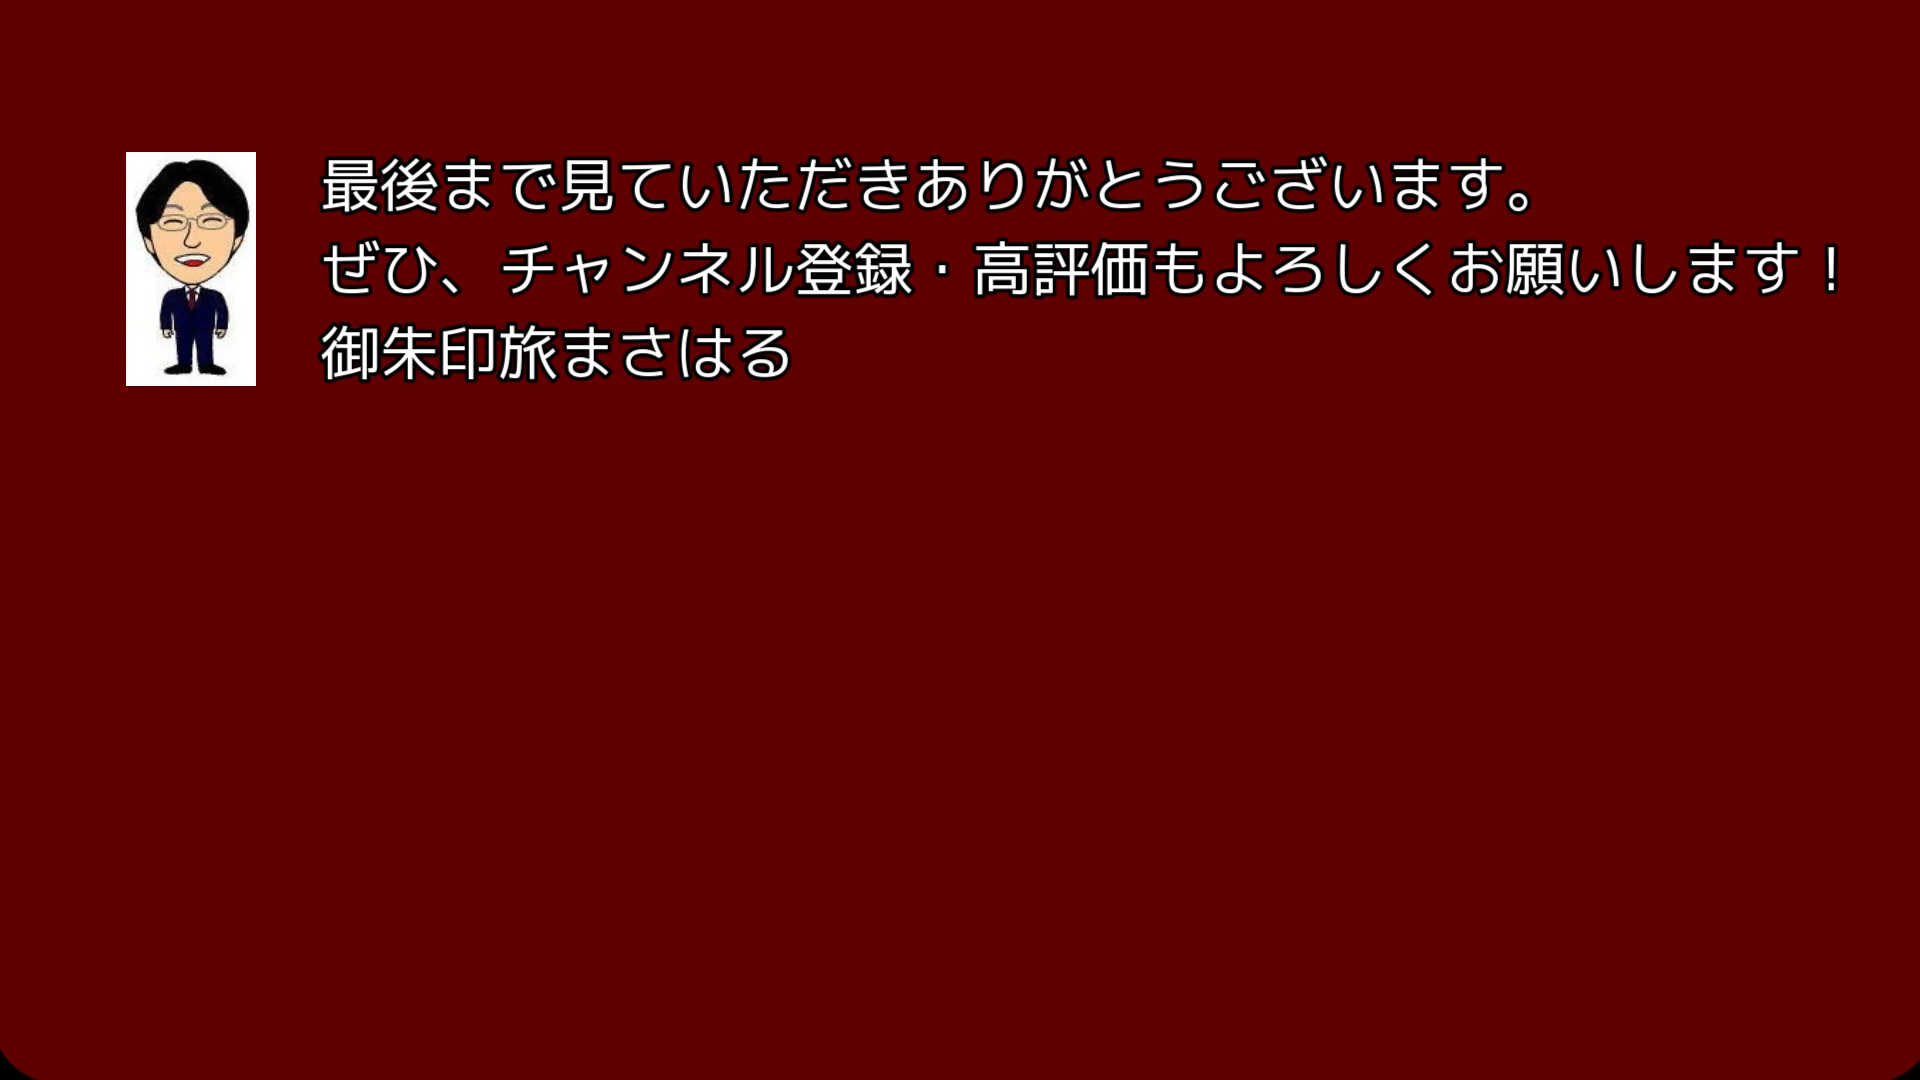 最後まで見ていただきありがとうございます。
ぜひ、チャンネル登録・高評価もよろしくお願いします！
御朱印旅まさはる